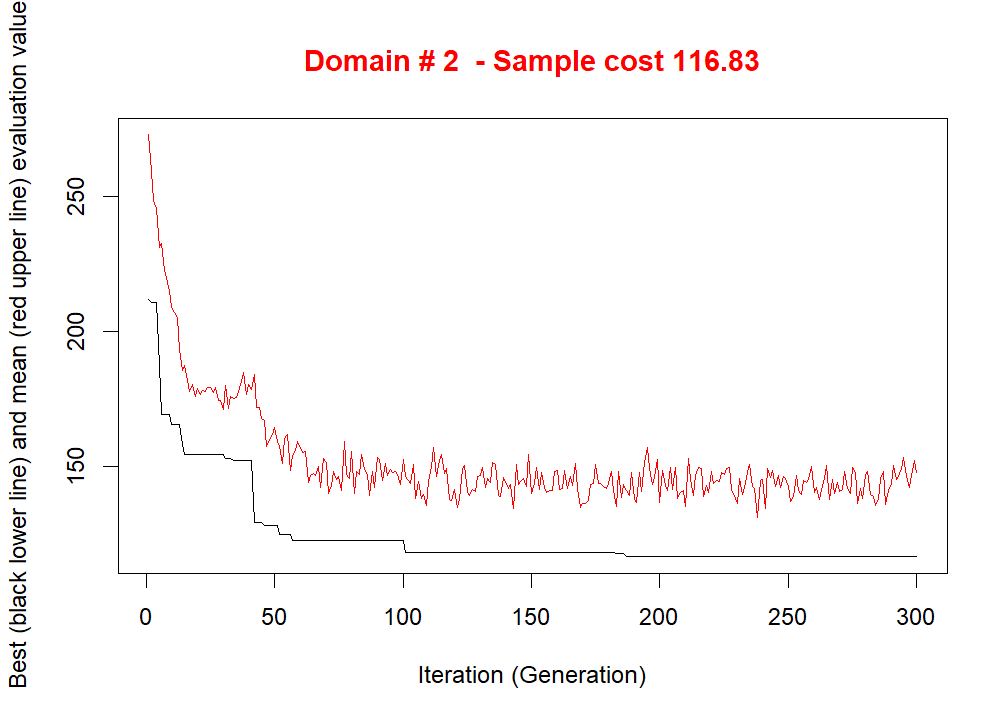 Domain # 2  - Sample cost 116.83
Best (black lower line) and mean (red upper line) evaluation value
250
200
150
0 50 100 150 200 250 300
Iteration (Generation)